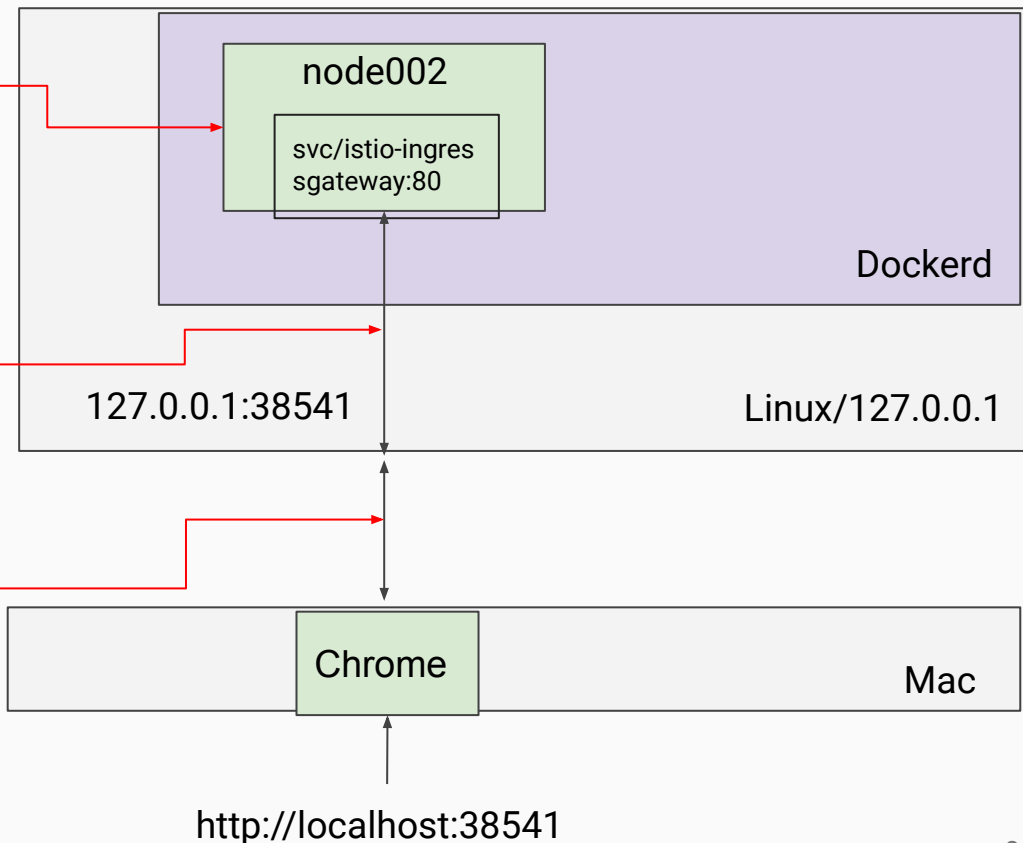 node002
svc/istio-ingres
sgateway:80
Dockerd
127.0.0.1:38541
Linux/127.0.0.1
Chrome
Mac
http://localhost:38541